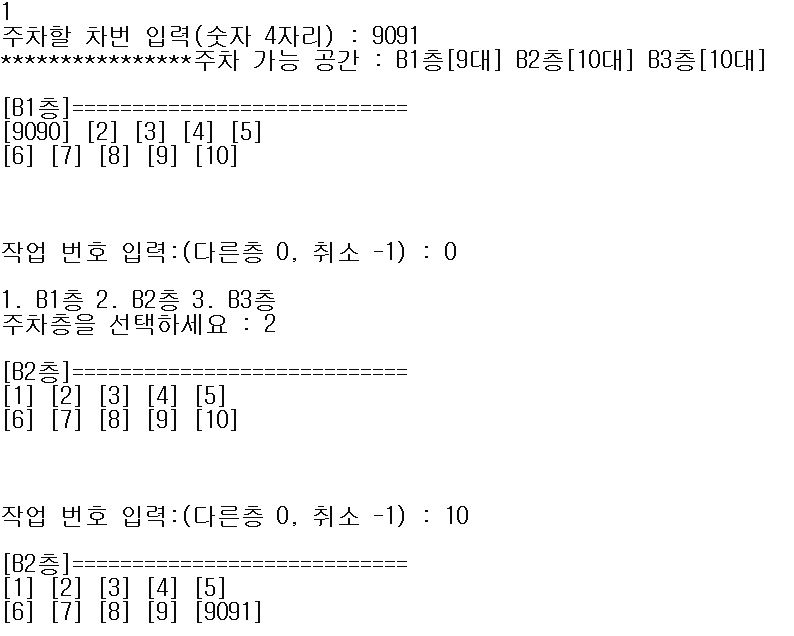 1
주차할 차번 입력(숫자 4자리) : 9091
****************주차 가능 공간 : B1층[9대] B2층[10대] B3층[10대]
[B1층]============================
[9090] [2] [3] [4] [5]
[6] [7] [8] [9] [10]
작업 번호 입력:(다른층 0, 취소 -1) : 0
1. B1층 2. B2층 3. B3층
주차층을 선택하세요 : 2
[B2층]============================
[1] [2] [3] [4] [5]
[6] [7] [8] [9] [10]
작업 번호 입력:(다른층 0, 취소 -1) : 10
[B2층]============================
[1] [2] [3] [4] [5]
[6] [7] [8] [9] [9091]